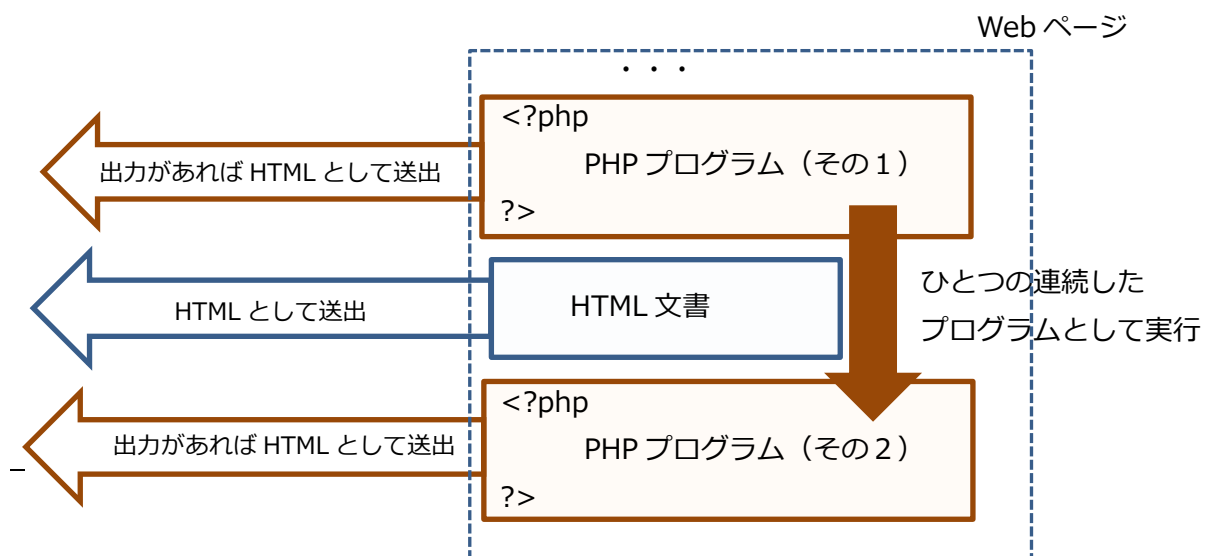 Web ページ
・・・
<?php
PHP プログラム（その１）
?>
出力があれば HTML として送出
HTML 文書
HTML として送出
ひとつの連続した
プログラムとして実行
<?php
PHP プログラム（その２）
?>
出力があれば HTML として送出